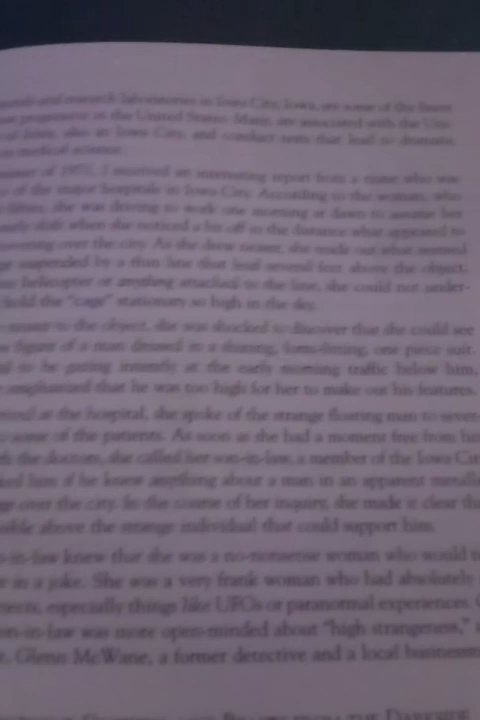 and research laboratories in Iowa City, Iowa, are some of the finest
progressive in the United States. Many are associated with the
also in Iowa City, and conduct tests that lead to dramatic
medical science.
of 1972, I received an interesting report from a nurse who was
of the major hospitals in Iowa City. According to the woman, who
she was driving to work one morning at dawn to assume her
shift when she noticed a bit off in the distance what appeared to
hovering over the city. As she drew nearer, she made out what seemed
suspended by a thin line that lead several feet above the object.
helicopter or anything attached to the line, she could not under-
hold the "cage" stationary so high in the sky.
nearer to the object, she was shocked to discover that she could see
figure of a man dressed in a shining, form-fitting, one piece suit.
to be gazing intently at the early morning traffic below him,
emphasized that he was too high for her to make out his features.
at the hospital, she spoke of the strange floating man to
some of the patients. As soon as she had a moment free from
the doctors, she called her son-in-law, a member of the Iowa
him if he knew anything about a man in an apparent
over the city. In the course of her inquiry, she made it clear
above the strange individual that could support him.
-in-law knew that she was a no-nonsense woman who would
in a joke. She was a very frank woman who had absolutely
especially things like UFOs or paranormal experiences.
-in-law was more open-minded about "high strangeness,"
Glenn McWane, a former detective and a local
FROM THE DARKSIDE